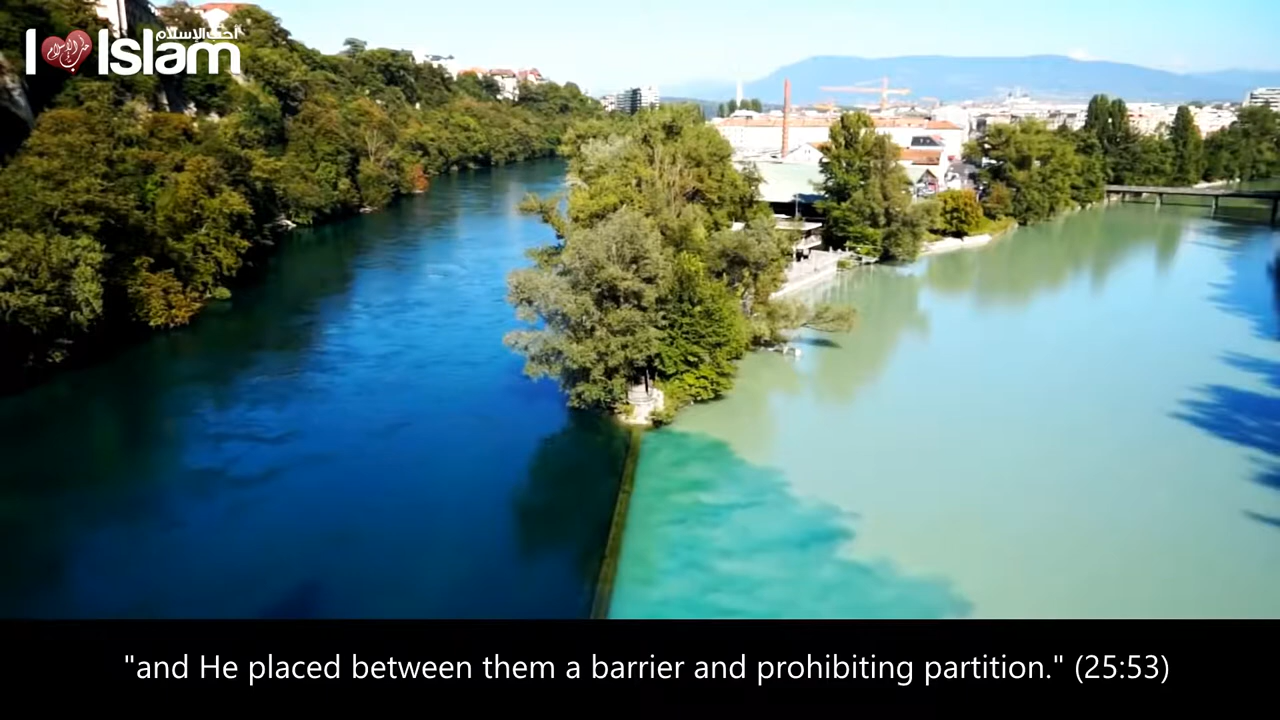 أحب الإسلام
I Islam
"and He placed between them a barrier and prohibiting partition." (25:53)